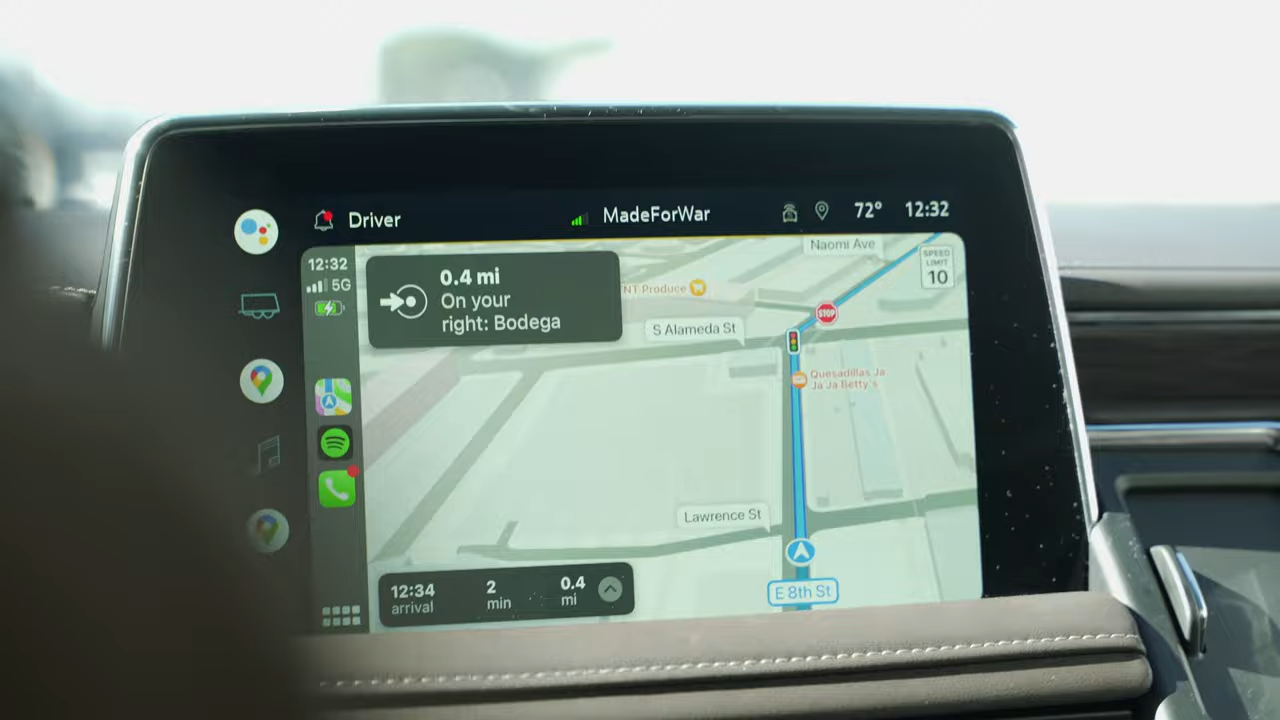 Driver
MadeForWar
72°
12:32
12:32
5G
0.4 mi
On your
right: Bodega
NT Produce
Naomi Ave
SPEED
LIMIT
10
STOP
S Alameda St
Quesadillas Ja
Ja Ja Betty's
Lawrence St
E 8th St
12:34
arrival
2
min
0.4
mi